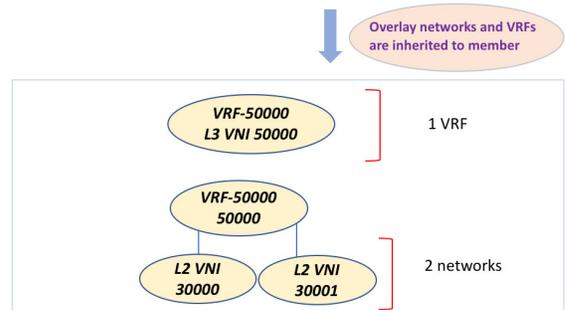 Overlay networks and VRFs
are inherited to member
VRF-50000
L3 VNI 50000
1 VRF
VRF-50000
50000
L2 VNI
30000
L2 VNI
30001
2 networks